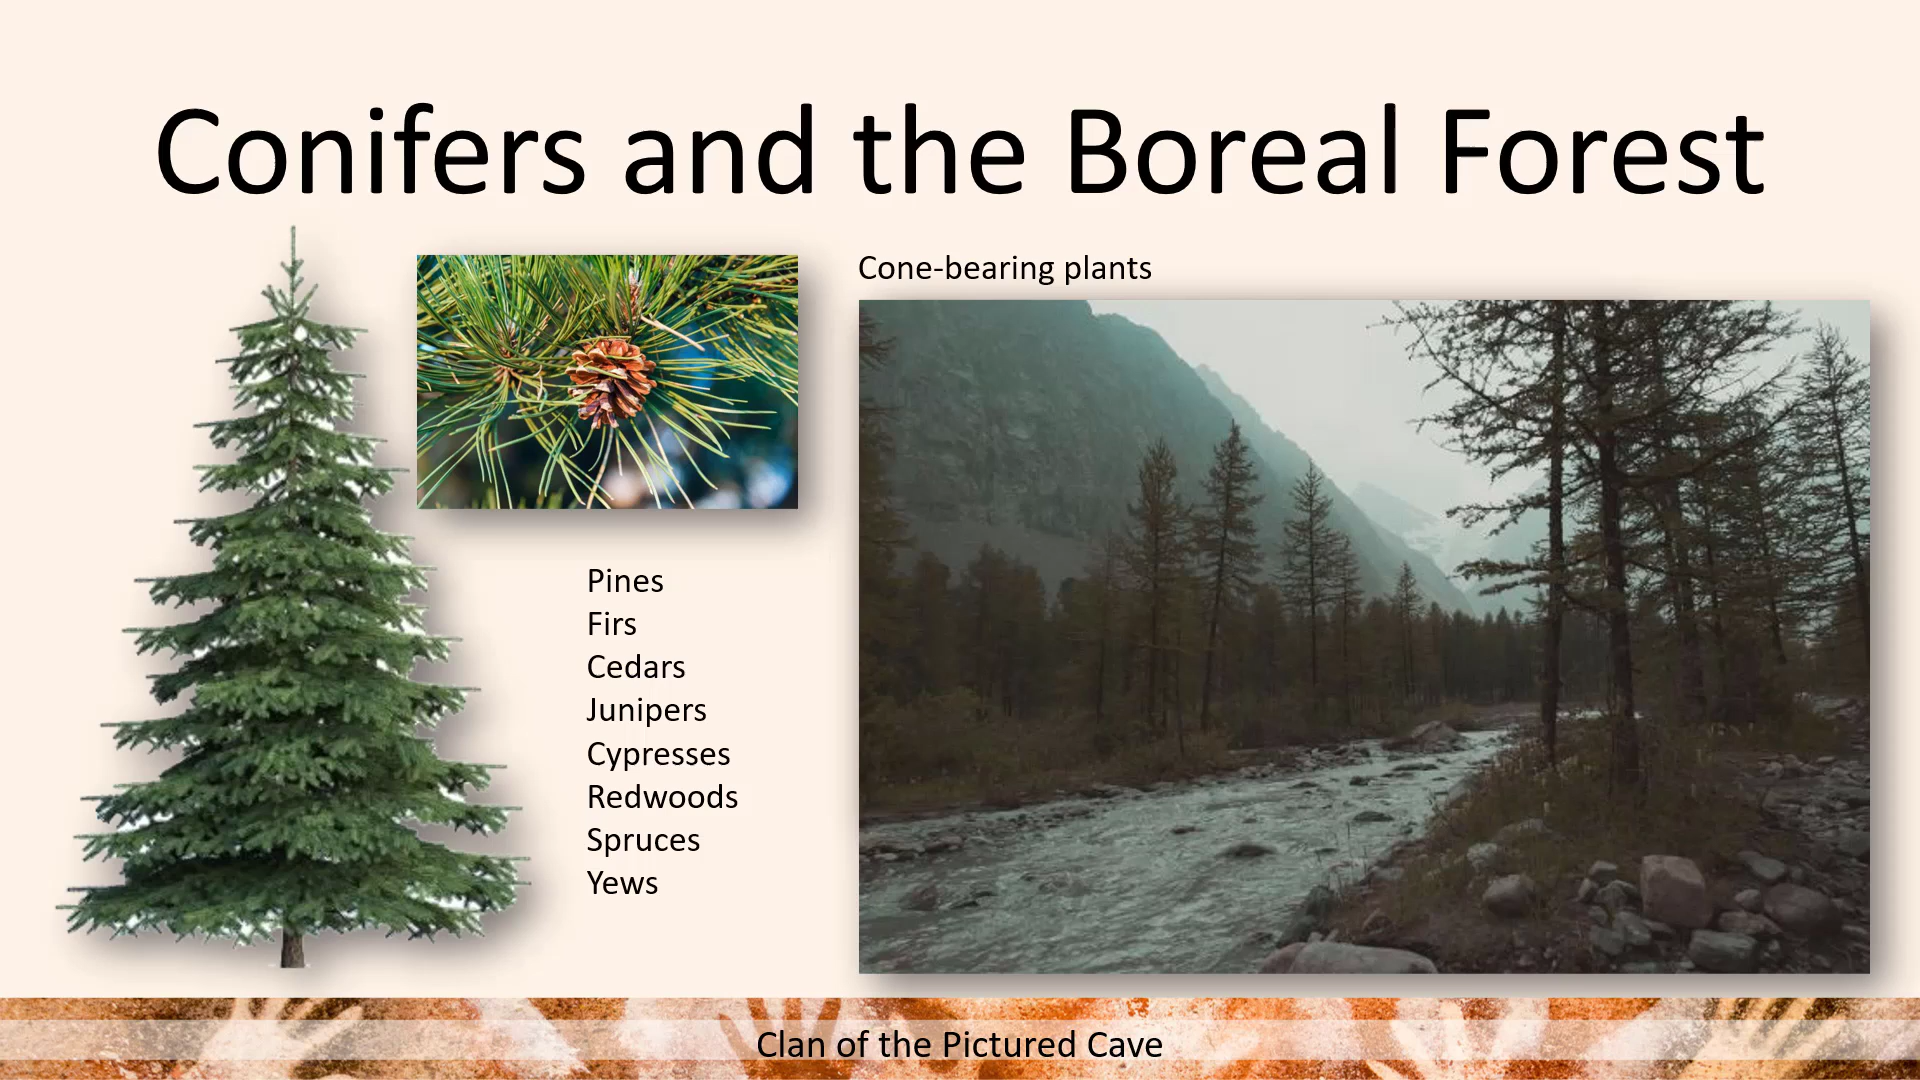 Conifers and the Boreal Forest
Cone-bearing plants
Pines
Firs
Cedars
Junipers
Cypresses
Redwoods
Spruces
Yews
Clan of the Pictured Cave